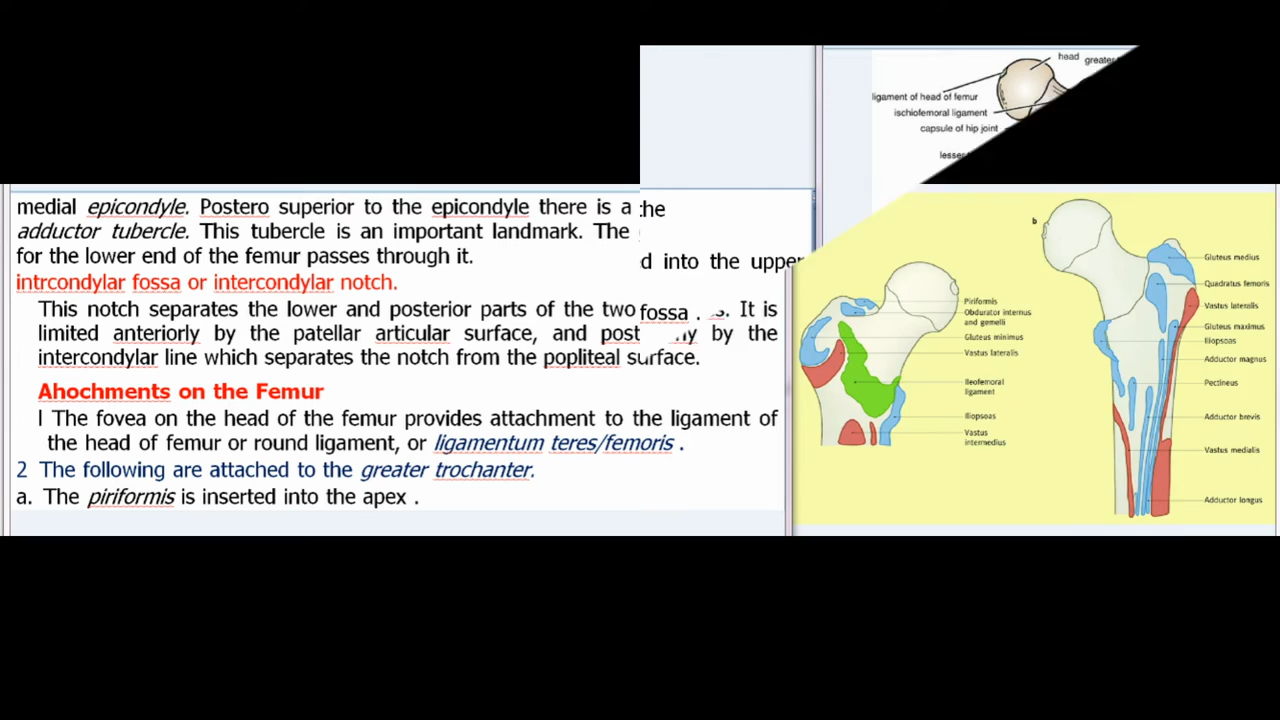 medial epicondyle. Postero superior to the epicondyle there is a
the
adductor tubercle. This tubercle is an important landmark. The
for the lower end of the femur passes through it.
d into the upper
intrcondylar fossa or intercondylar notch.
This notch separates the lower and posterior parts of the two
fossa . s. It is
limited anteriorly by the patellar articular surface, and post ly by the
intercondylar line which separates the notch from the popliteal surface.
Ahochments on the Femur
l The fovea on the head of the femur provides attachment to the ligament of
the head of femur or round ligament, or ligamentum teres/femoris .
2 The following are attached to the greater trochanter.
a. The piriformis is inserted into the apex .
head
greater
ligament of head of femur
ischiofemoral ligament
capsule of hip joint
lesser
Piriformis
Obdurator internus
and gemelli
Gluteus minimus
Vastus lateralis
Ileofemoral
ligament
Iliopsoas
Vastus
intermedius
b
Gluteus medius
Quadratus femoris
Vastus lateralis
Gluteus maximus
Iliopsoas
Adductor magnus
Pectineus
Adductor brevis
Vastus medialis
Adductor longus